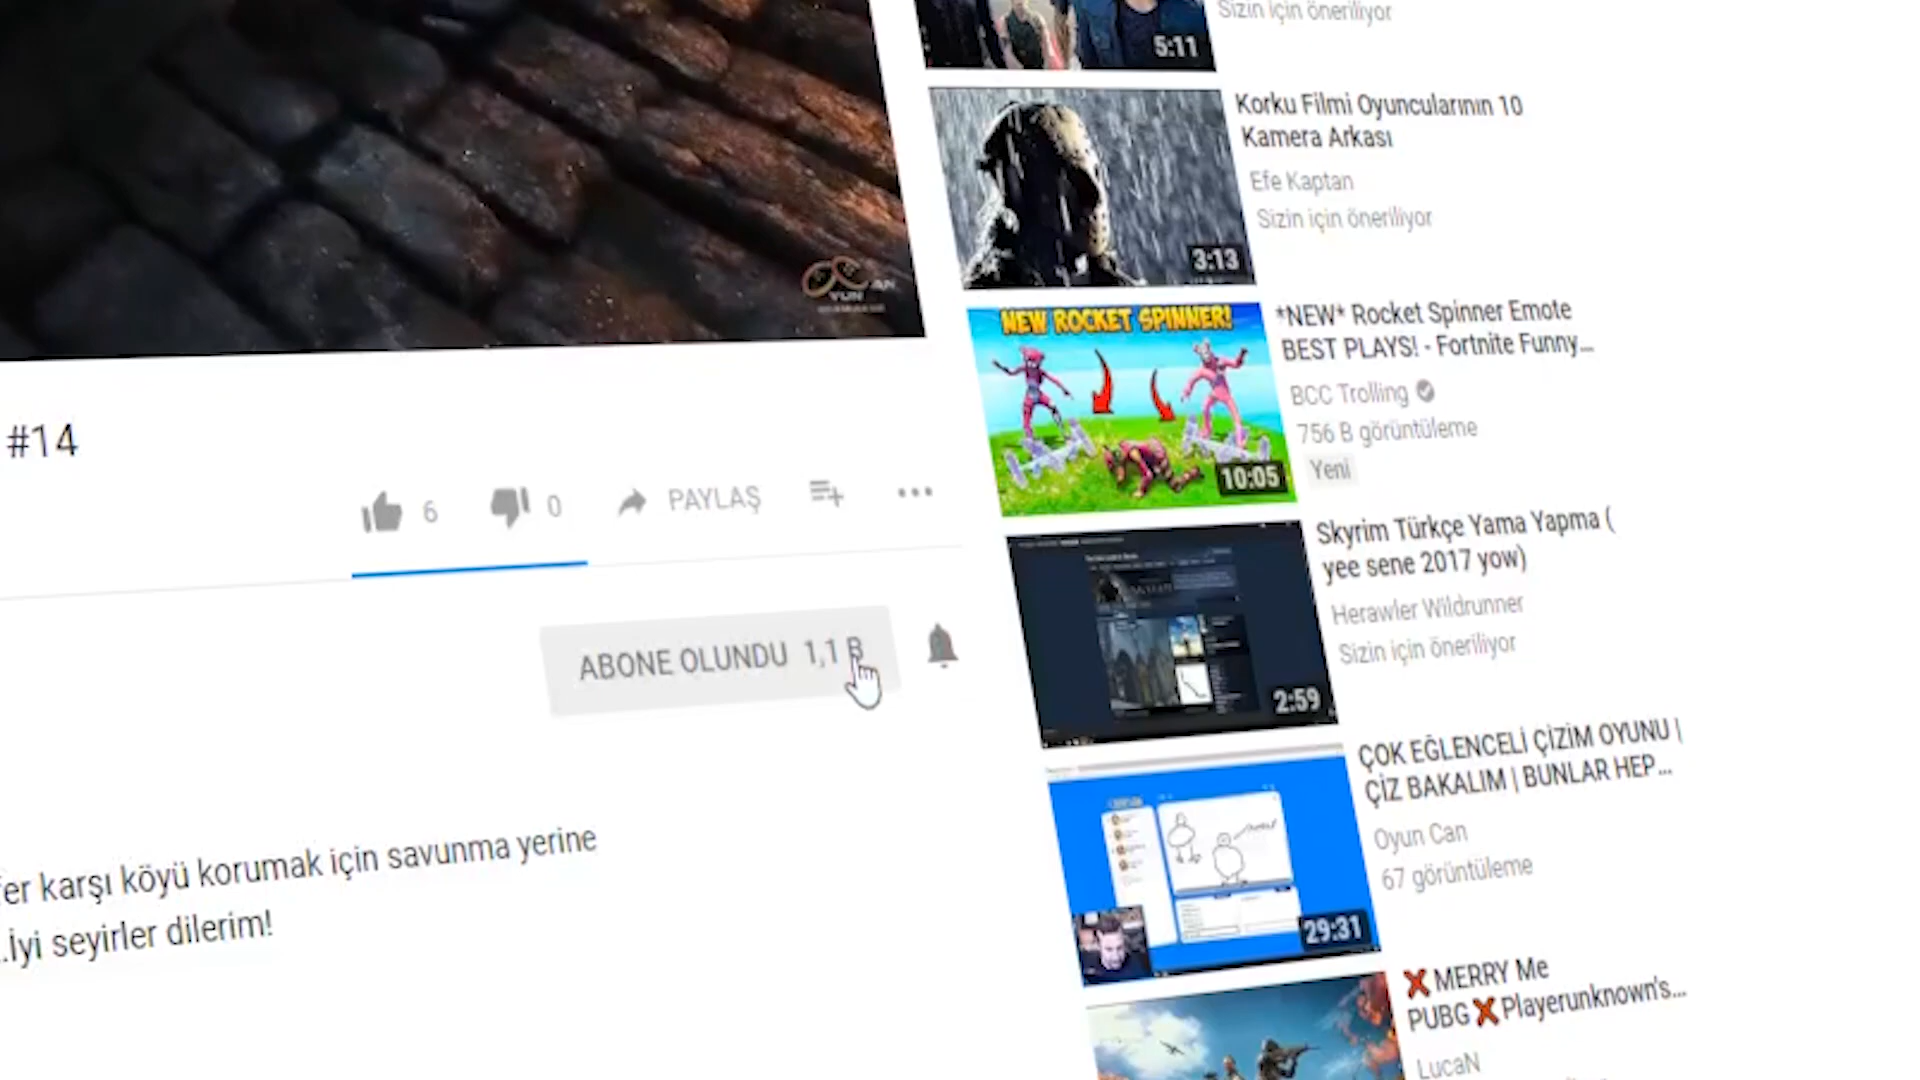 #14
6
0
PAYLAŞ
ABONE OLUNDU 1,1 B
fer karşı köyü korumak için savunma yerine
.İyi seyirler dilerim!
5:11
Sizin için öneriliyor
3:13
Korku Filmi Oyuncularının 10
Kamera Arkası
Efe Kaptan
Sizin için öneriliyor
NEW ROCKET SPINNER!
10:05
*NEW* Rocket Spinner Emote
BEST PLAYS! - Fortnite Funny...
BCC Trolling
756 B görüntüleme
Yeni
2:59
Skyrim Türkçe Yama Yapma (
yee sene 2017 yow)
Herawler Wildrunner
Sizin için öneriliyor
29:31
ÇOK EĞLENCELİ ÇİZİM OYUNU |
ÇİZ BAKALIM | BUNLAR HEP...
Oyun Can
67 görüntüleme
❌MERRY Me
PUBG❌Playerunknown's...
LucaN